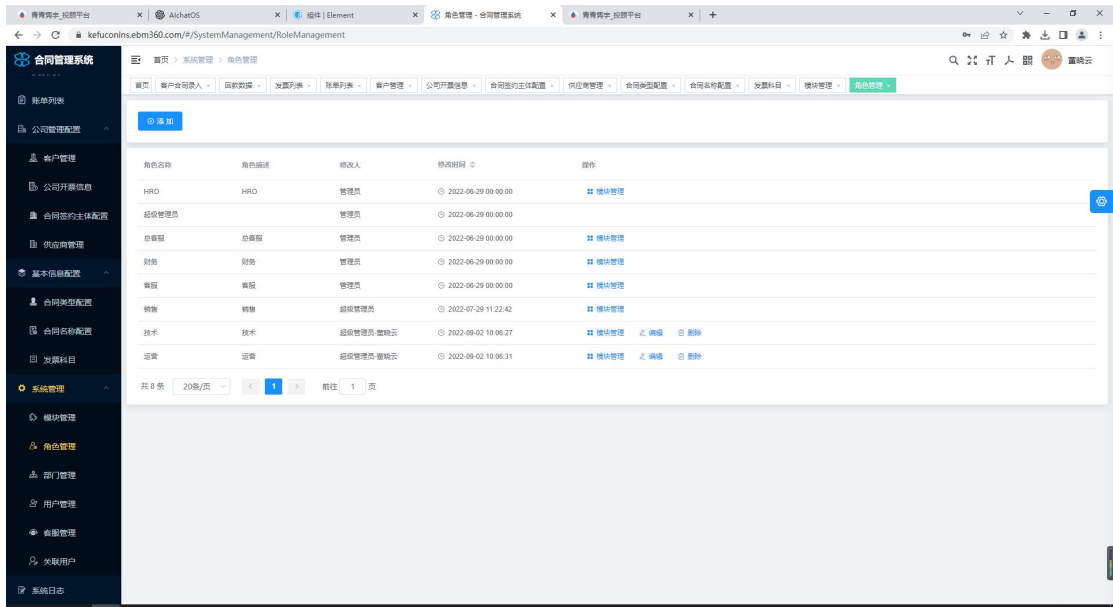 青青儒宇_投顾平台
AIchatOS
组件 | Element
角色管理 - 合同管理系统
青青儒宇_投顾平台
kefuconins.ebm360.com/#/SystemManagement/RoleManagement
合同管理系统
首页 > 系统管理 > 角色管理
董晓云
首页 客户合同录入 × 回款数据 × 发票列表 × 账单列表 × 客户管理 × 公司开票信息 × 合同签约主体配置 × 供应商管理 × 合同类型配置 × 合同名称配置 × 发票科目 × 模块管理 × 角色管理 ×
账单列表
公司管理配置
客户管理
公司开票信息
合同签约主体配置
供应商管理
基本信息配置
合同类型配置
合同名称配置
发票科目
系统管理
模块管理
角色管理
部门管理
用户管理
客服管理
关联用户
系统日志
添加
角色名称 角色描述 修改人 修改时间 操作
HRO HRO 管理员 2022-06-29 00:00:00 模块管理
超级管理员 管理员 2022-06-29 00:00:00
总客服 总客服 管理员 2022-06-29 00:00:00 模块管理
财务 财务 管理员 2022-06-29 00:00:00 模块管理
客服 客服 管理员 2022-06-29 00:00:00 模块管理
销售 销售 超级管理员 2022-07-29 11:22:42 模块管理
技术 技术 超级管理员-董晓云 2022-09-02 10:06:27 模块管理 编辑 删除
运营 运营 超级管理员-董晓云 2022-09-02 10:06:31 模块管理 编辑 删除
共 8 条 20条/页 < 1 > 前往 1 页